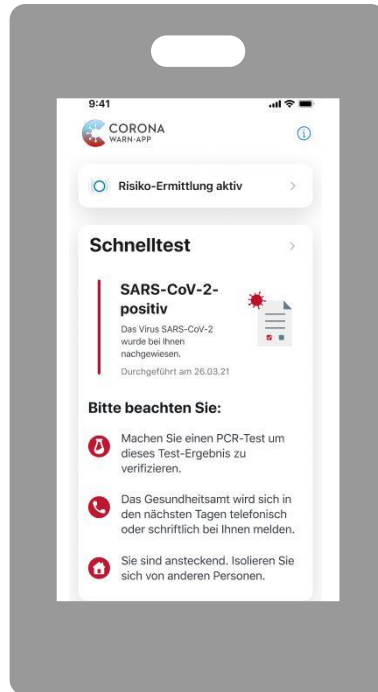 9:41
CORONA
WARN-APP
Risiko-Ermittlung aktiv
Schnelltest
SARS-CoV-2-
positiv
Das Virus SARS-CoV-2
wurde bei Ihnen
nachgewiesen.
Durchgeführt am 26.03.21
Bitte beachten Sie:
Machen Sie einen PCR-Test um
dieses Test-Ergebnis zu
verifizieren.
Das Gesundheitsamt wird sich in
den nächsten Tagen telefonisch
oder schriftlich bei Ihnen melden.
Sie sind ansteckend. Isolieren Sie
sich von anderen Personen.